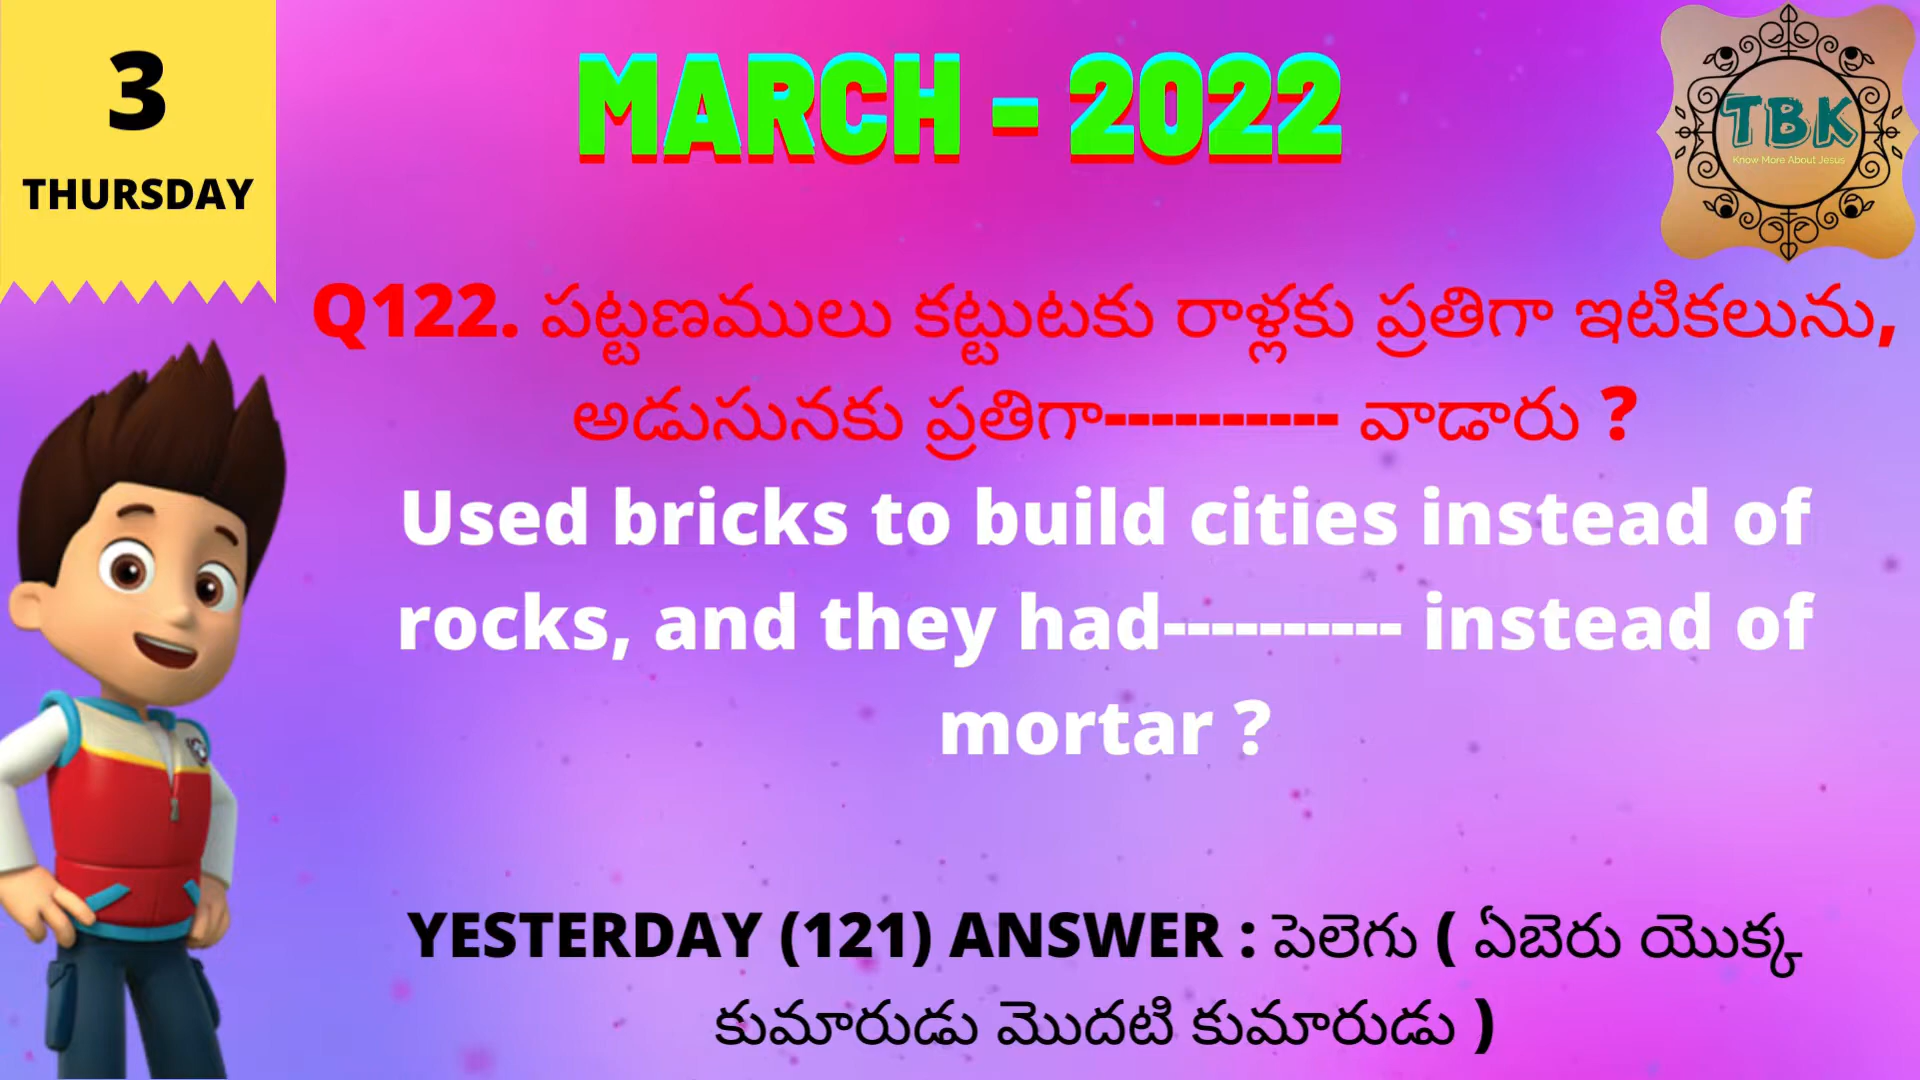 3
THURSDAY
MARCH - 2022
TBK
Know More About Jesus
Q122. పట్టణములు కట్టుటకు రాళ్లకు ప్రతిగా ఇటికలును,
అడుసునకు ప్రతిగా---------- వాడారు ?
Used bricks to build cities instead of
rocks, and they had---------- instead of
mortar ?
YESTERDAY (121) ANSWER : పెలెగు ( ఏబెరు యొక్క
కుమారుడు మొదటి కుమారుడు )